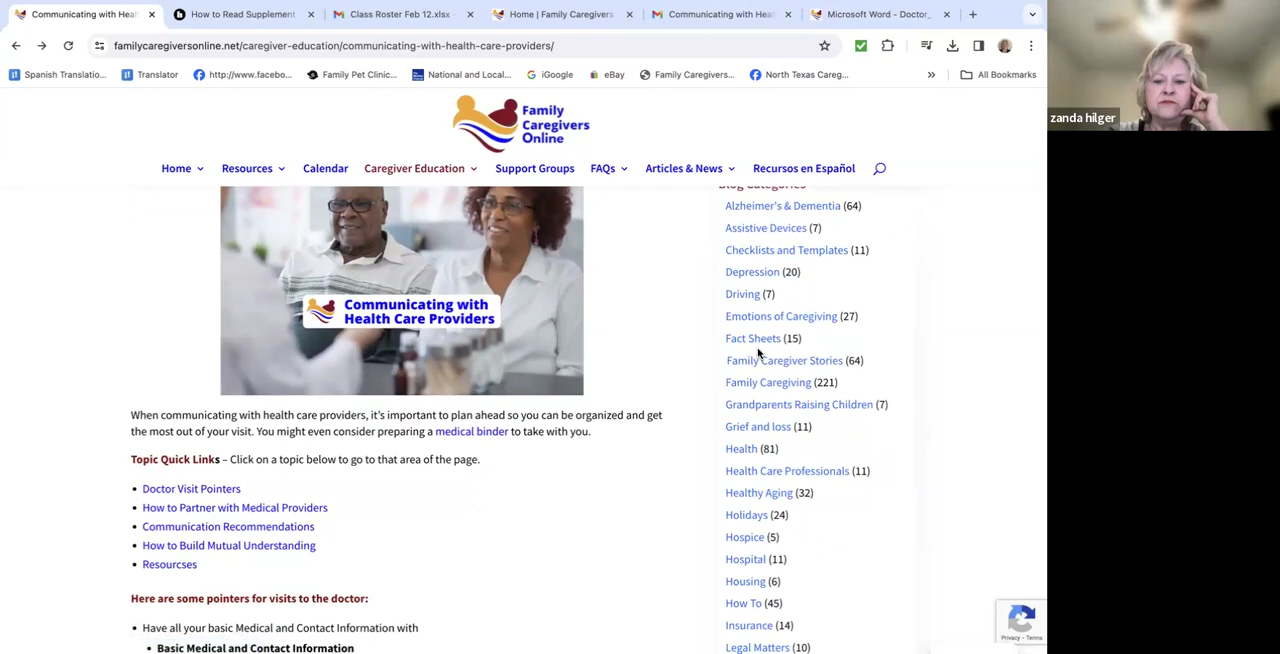 Communicating with Heal
How to Read Supplement
Class Roster Feb 12.xlsx -
Home | Family Caregivers
Communicating with Health
Microsoft Word - Doctor_
familycaregiversonline.net/caregiver-education/communicating-with-health-care-providers/
Spanish Translatio...
Translator
http://www.facebo...
Family Pet Clinic...
National and Local...
iGoogle
eBay
Family Caregivers...
North Texas Careg...
All Bookmarks
Family
Caregivers
Online
Home
Resources
Calendar
Caregiver Education
Support Groups
FAQs
Articles & News
Recursos en Español
Communicating with
Health Care Providers
When communicating with health care providers, it's important to plan ahead so you can be organized and get
the most out of your visit. You might even consider preparing a medical binder to take with you.
Topic Quick Links – Click on a topic below to go to that area of the page.
• Doctor Visit Pointers
• How to Partner with Medical Providers
• Communication Recommendations
• How to Build Mutual Understanding
• Resourcses
Here are some pointers for visits to the doctor:
• Have all your basic Medical and Contact Information with
• Basic Medical and Contact Information
Blog Categories
Alzheimer's & Dementia (64)
Assistive Devices (7)
Checklists and Templates (11)
Depression (20)
Driving (7)
Emotions of Caregiving (27)
Fact Sheets (15)
Family Caregiver Stories (64)
Family Caregiving (221)
Grandparents Raising Children (7)
Grief and loss (11)
Health (81)
Health Care Professionals (11)
Healthy Aging (32)
Holidays (24)
Hospice (5)
Hospital (11)
Housing (6)
How To (45)
Insurance (14)
Legal Matters (10)
Privacy - Terms
zanda hilger